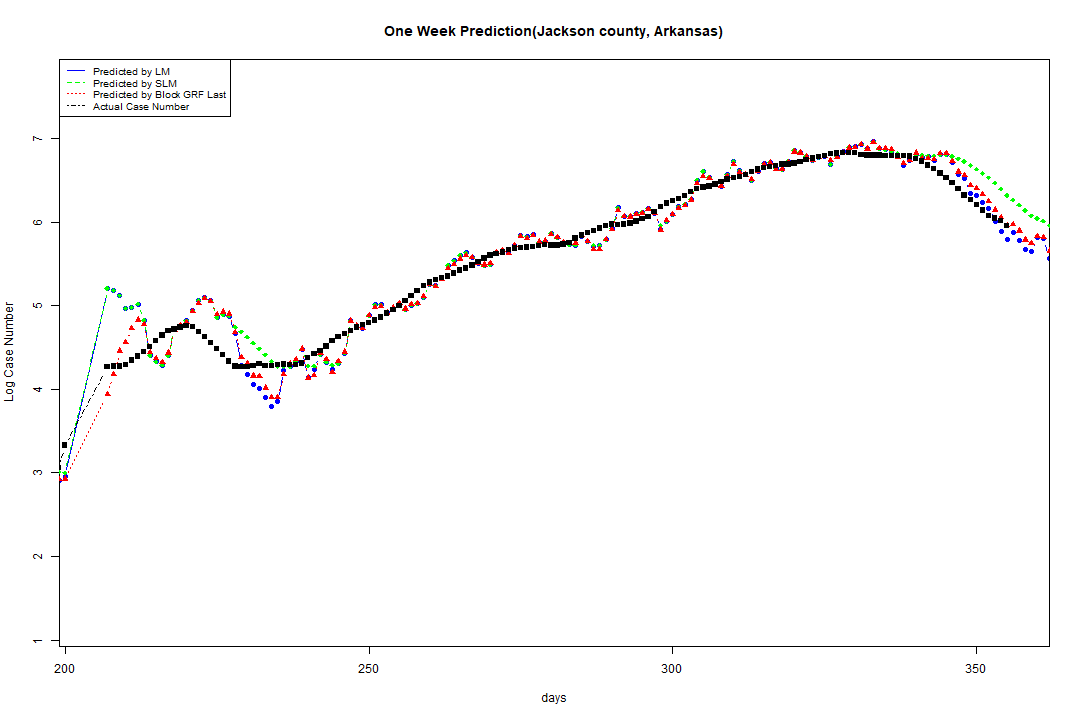 One Week Prediction(Jackson county, Arkansas)
Predicted by LM
Predicted by SLM
Predicted by Block GRF Last
Actual Case Number
7
6
5
4
3
2
1
Log Case Number
200
250
300
350
days